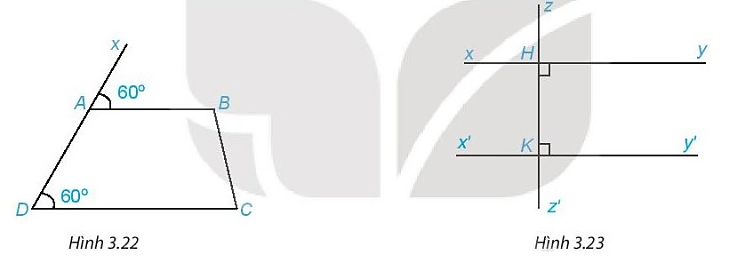 x
A 60° B
D 60° C
Hình 3.22
z
x H y
x' K y'
z'
Hình 3.23